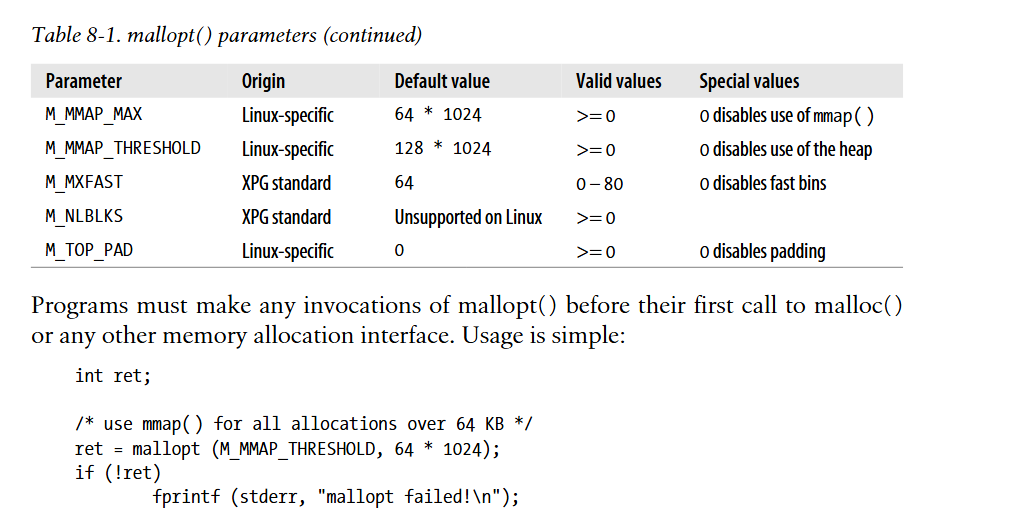 Table 8-1. mallopt() parameters (continued)
Parameter Origin Default value Valid values Special values
M_MMAP_MAX Linux-specific 64 * 1024 >=0 0 disables use of mmap()
M_MMAP_THRESHOLD Linux-specific 128 * 1024 >=0 0 disables use of the heap
M_MXFAST XPG standard 64 0–80 0 disables fast bins
M_NLBLKS XPG standard Unsupported on Linux >=0
M_TOP_PAD Linux-specific 0 >=0 0 disables padding
Programs must make any invocations of mallopt() before their first call to malloc()
or any other memory allocation interface. Usage is simple:
int ret;
/* use mmap() for all allocations over 64 KB */
ret = mallopt (M_MMAP_THRESHOLD, 64 * 1024);
if (!ret)
fprintf (stderr, "mallopt failed!\n");